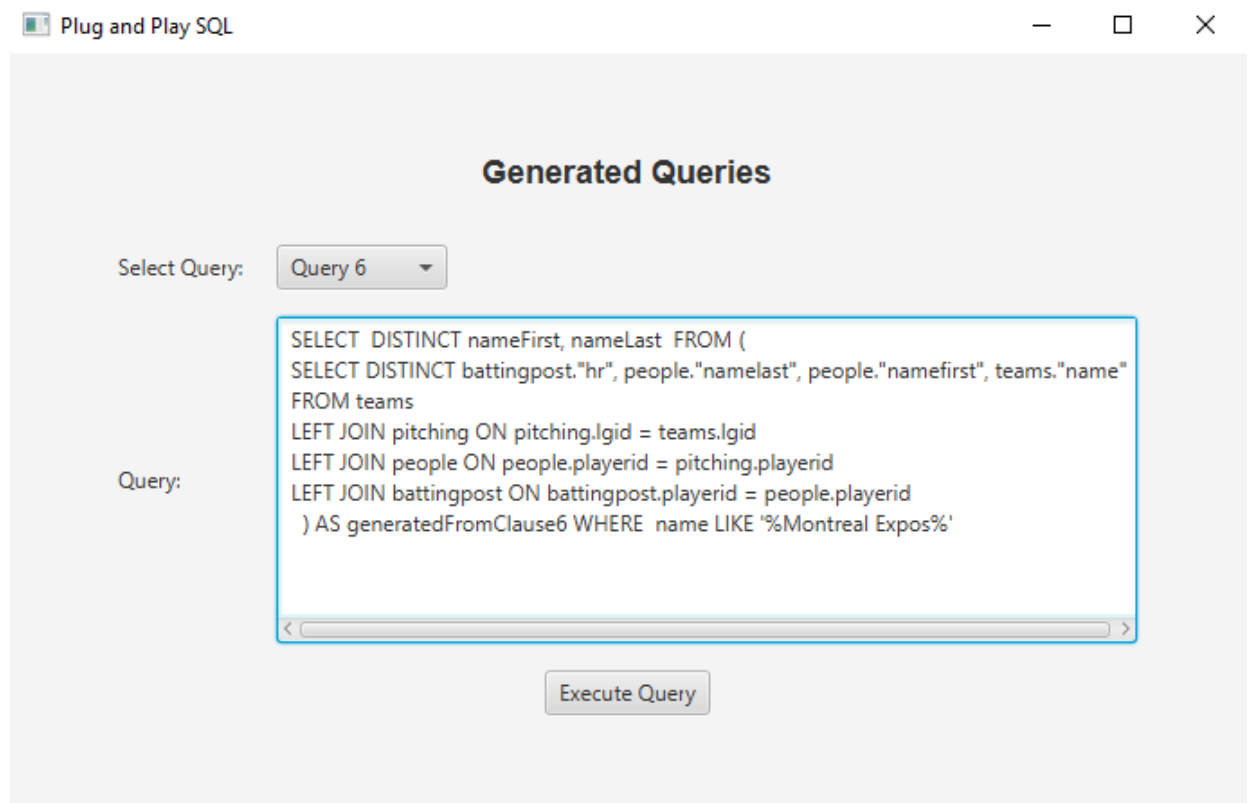 Plug and Play SQL
Generated Queries
Select Query: Query 6
Query:
SELECT  DISTINCT nameFirst, nameLast  FROM (
SELECT DISTINCT battingpost."hr", people."namelast", people."namefirst", teams."name"
FROM teams
LEFT JOIN pitching ON pitching.lgid = teams.lgid
LEFT JOIN people ON people.playerid = pitching.playerid
LEFT JOIN battingpost ON battingpost.playerid = people.playerid
  ) AS generatedFromClause6 WHERE  name LIKE '%Montreal Expos%'
Execute Query